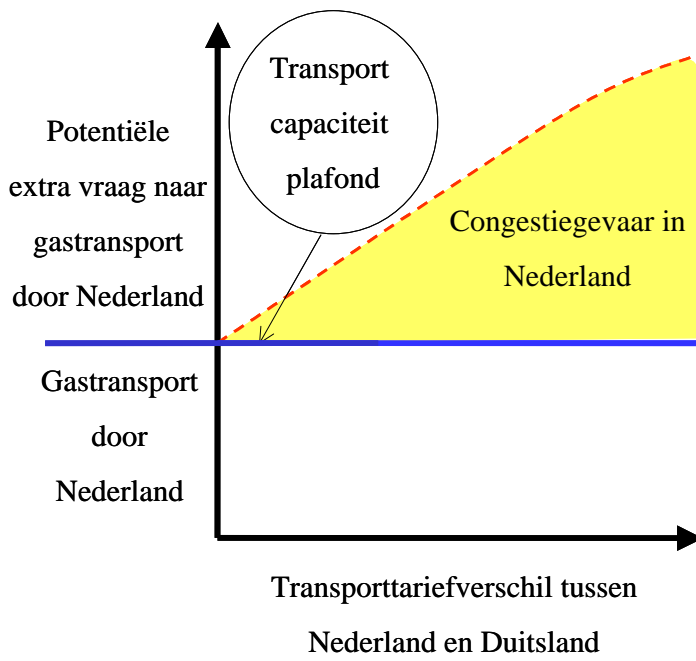 Transport
capaciteit
plafond
Potentiële
extra vraag naar
gastransport
door Nederland
Congestiegevaar in
Nederland
Gastransport
door
Nederland
Transporttariefverschil tussen
Nederland en Duitsland